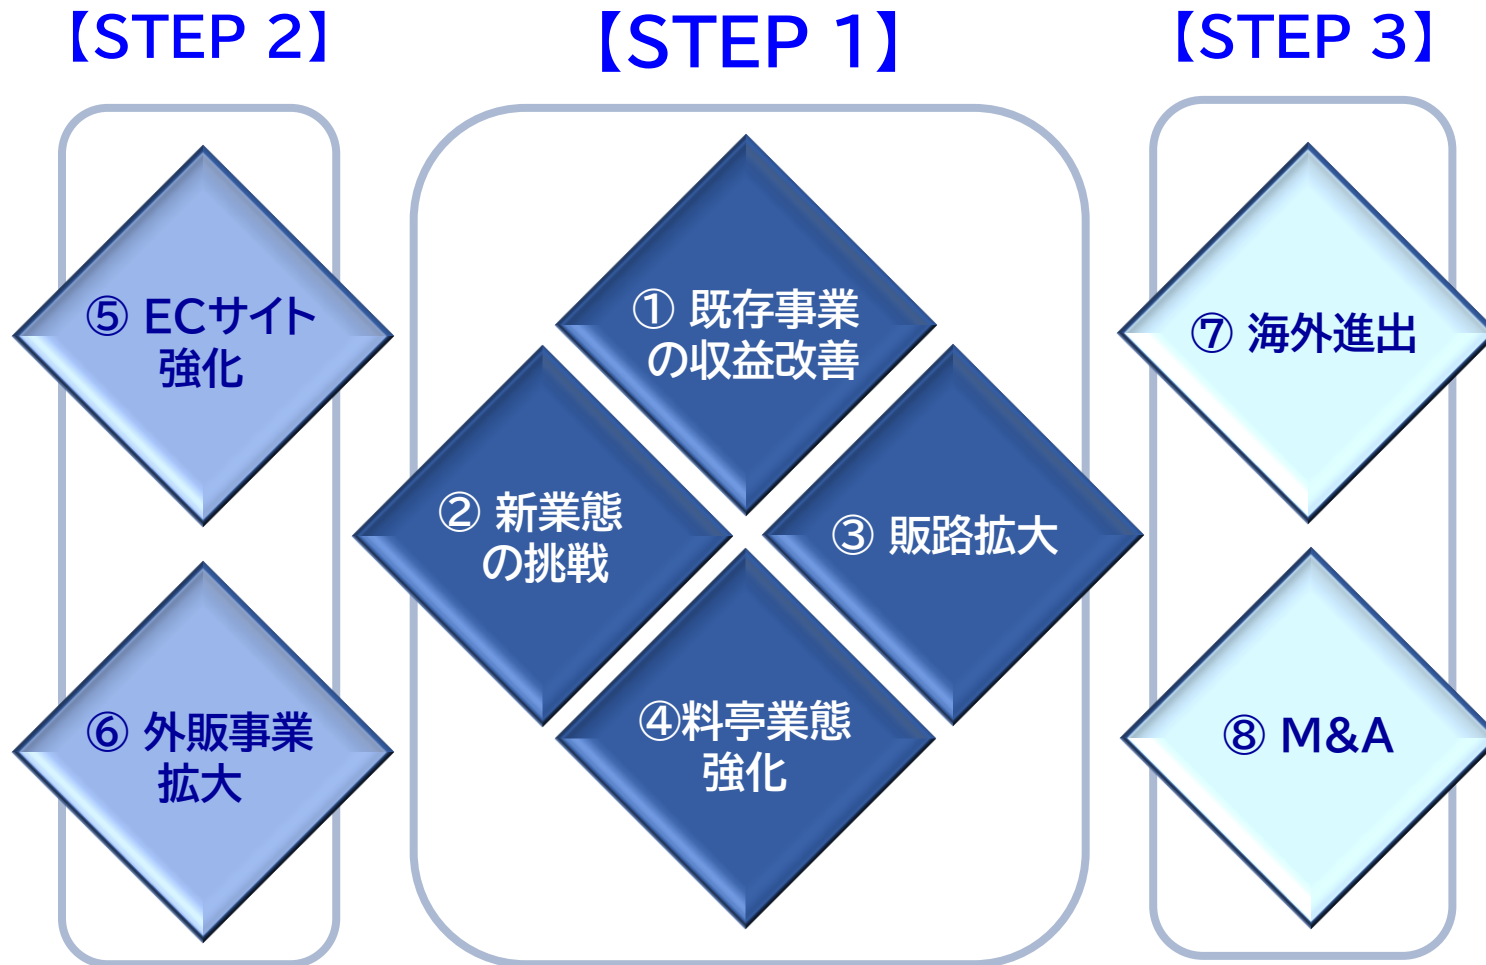 【STEP 2】
⑤ ECサイト
強化
⑥ 外販事業
拡大
【STEP 1】
① 既存事業
の収益改善
② 新業態
の挑戦
③ 販路拡大
④料亭業態
強化
【STEP 3】
⑦ 海外進出
⑧ M&A